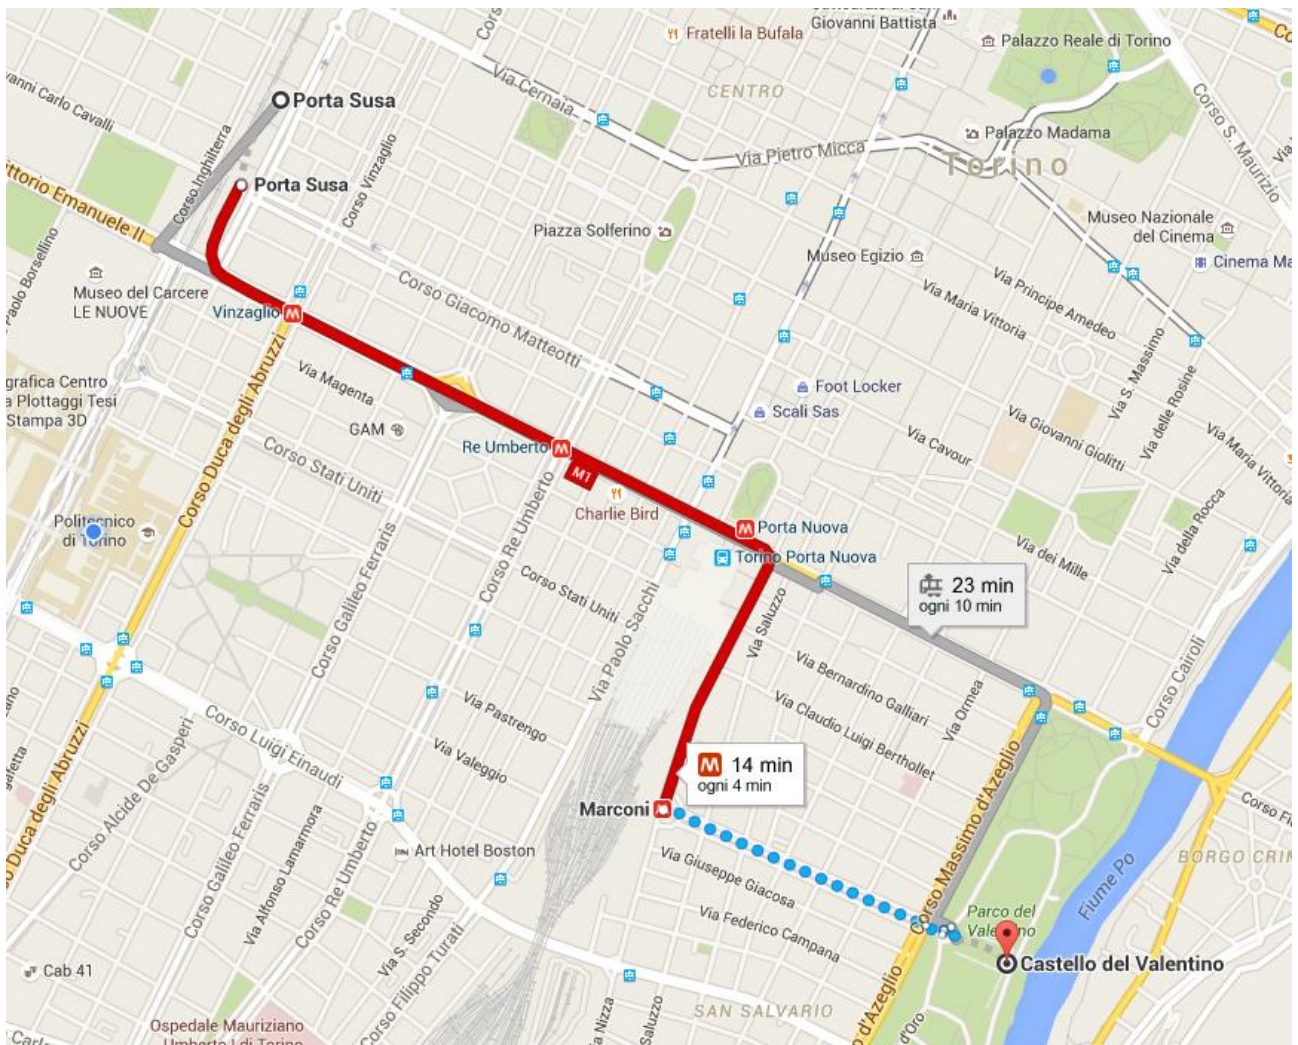 Fratelli la Bufala
Giovanni Battista
Palazzo Reale di Torino
CENTRO
Via Cernaia
Corso S. Maurizio
Porta Susa
Palazzo Madama
Via Pietro Micca
Torino
Corso Inghilterra
Corso Vinzaglio
Porta Susa
Museo Nazionale
del Cinema
Piazza Solferino
Museo Egizio
Cinema Ma
Museo del Carcere
LE NUOVE
Corso Giacomo Matteotti
Via Maria Vittoria
Via Principe Amedeo
Vinzaglio
Via S. Massimo
Via delle Rosine
Via Magenta
Foot Locker
Scali Sas
grafica Centro
a Plottaggi Tesi
Stampa 3D
GAM
Via Cavour
Via Giovanni Giolitti
Via Maria Vittoria
Corso Duca degli Abruzzi
Corso Stati Uniti
Re Umberto
M1
Charlie Bird
Porta Nuova
Torino Porta Nuova
Politecnico
di Torino
Via della Rocca
Via dei Mille
Corso Galileo Ferraris
Corso Re Umberto
Corso Stati Uniti
Via Paolo Sacchi
Via Saluzzo
23 min
ogni 10 min
Via Bernardino Galliari
Via Ormea
Corso Cairoli
Via Pastrengo
Via Claudio Luigi Berthollet
Corso Luigi Einaudi
Via Valeggio
14 min
ogni 4 min
Marconi
Corso Massimo d'Azeglio
Corso Alcide De Gasperi
Corso Galileo Ferraris
Via Alfonso Lamarmora
Corso Re Umberto
Art Hotel Boston
Via Giuseppe Giacosa
BORGO CRIM
Fiume Po
Via S. Secondo
Corso Filippo Turati
Via Federico Campana
Parco del
Valentino
Castello del Valentino
Cab 41
SAN SALVARIO
Via Nizza
Saluzzo
o d'Azeglio
d'Oro
Ospedale Mauriziano
Umberto I di Torino